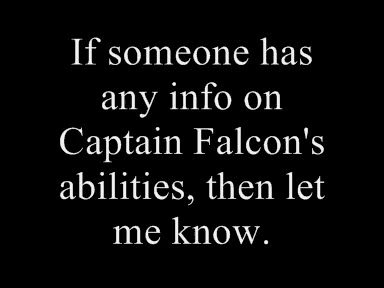 If someone has
any info on
Captain Falcon's
abilities, then let
me know.